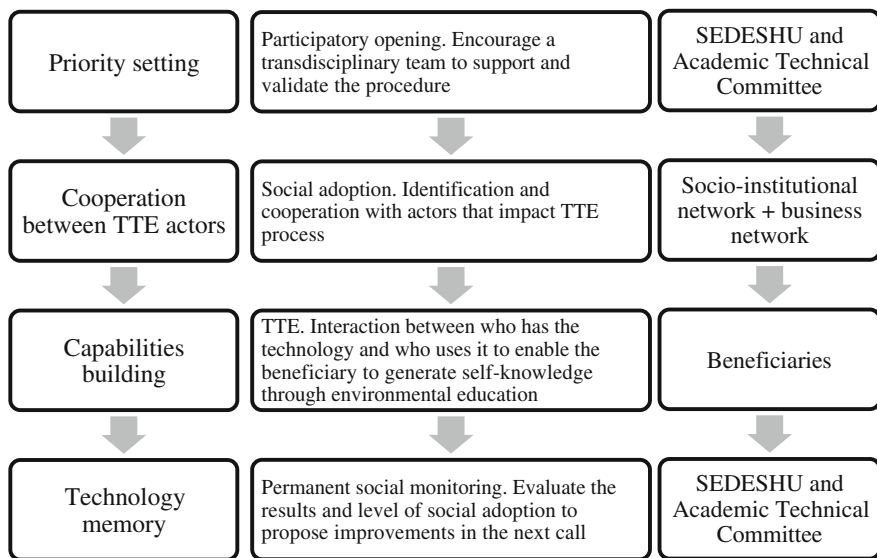 Priority setting
Participatory opening. Encourage a
transdisciplinary team to support and
validate the procedure
SEDESHU and
Academic Technical
Committee
Cooperation
between TTE actors
Social adoption. Identification and
cooperation with actors that impact TTE
process
Socio-institutional
network + business
network
Capabilities
building
TTE. Interaction between who has the
technology and who uses it to enable the
beneficiary to generate self-knowledge
through environmental education
Beneficiaries
Technology
memory
Permanent social monitoring. Evaluate the
results and level of social adoption to
propose improvements in the next call
SEDESHU and
Academic Technical
Committee